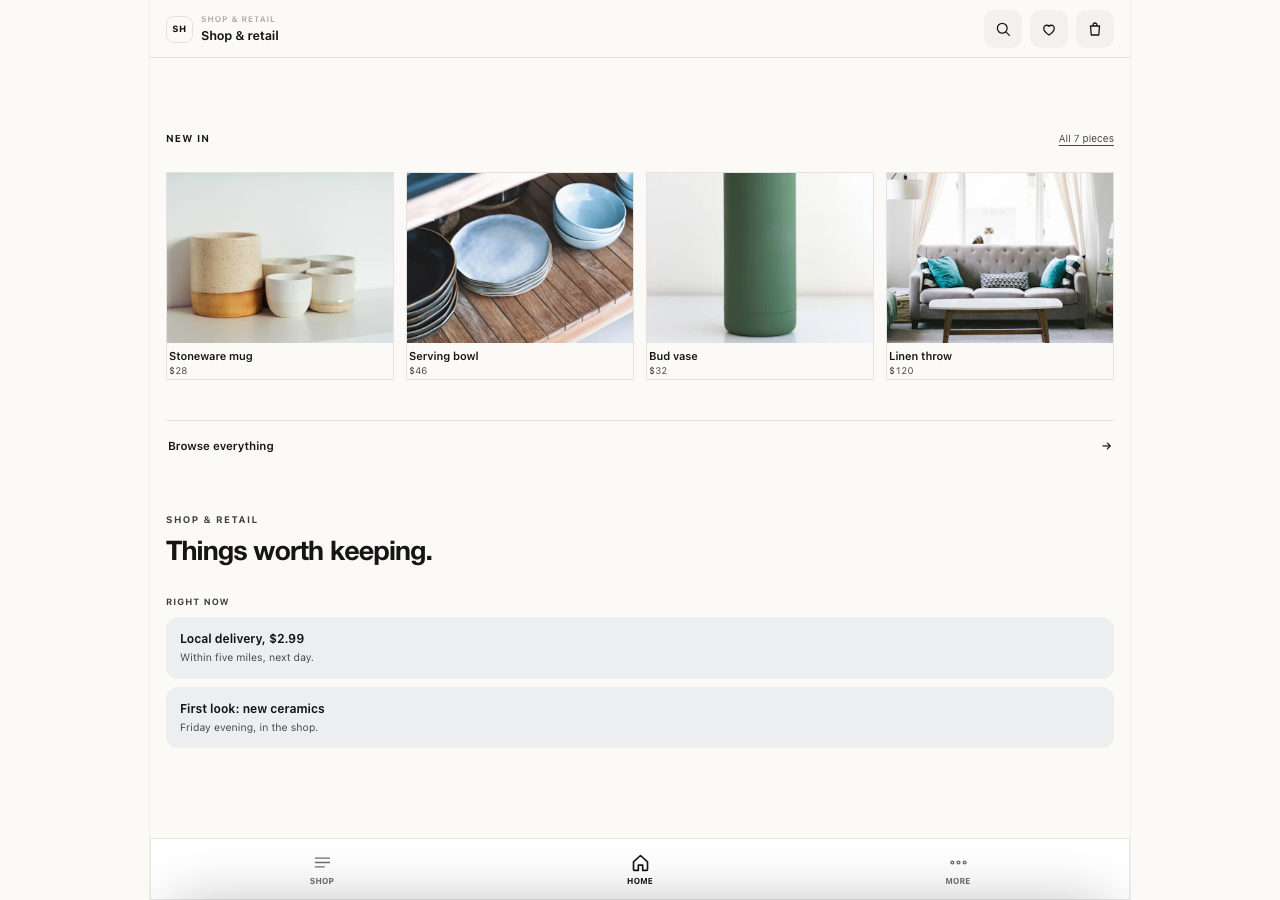 SH
SHOP & RETAIL
Shop & retail
NEW IN
All 7 pieces
Stoneware mug
$28
Serving bowl
$46
Bud vase
$32
Linen throw
$120
Browse everything
SHOP & RETAIL
Things worth keeping.
RIGHT NOW
Local delivery, $2.99
Within five miles, next day.
First look: new ceramics
Friday evening, in the shop.
SHOP
HOME
MORE